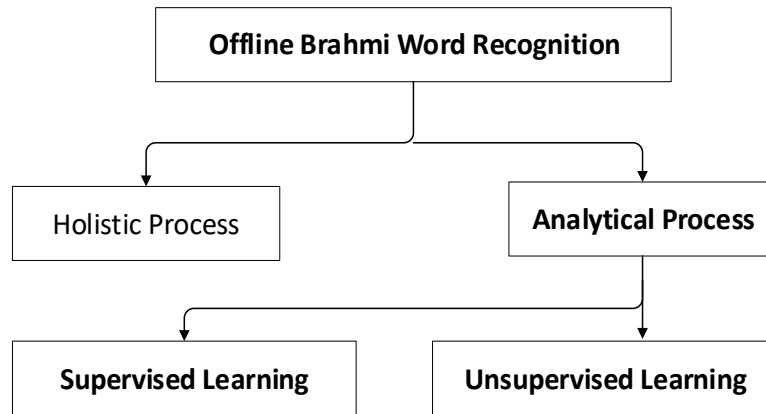 Offline Brahmi Word Recognition
Holistic Process
Analytical Process
Supervised Learning
Unsupervised Learning